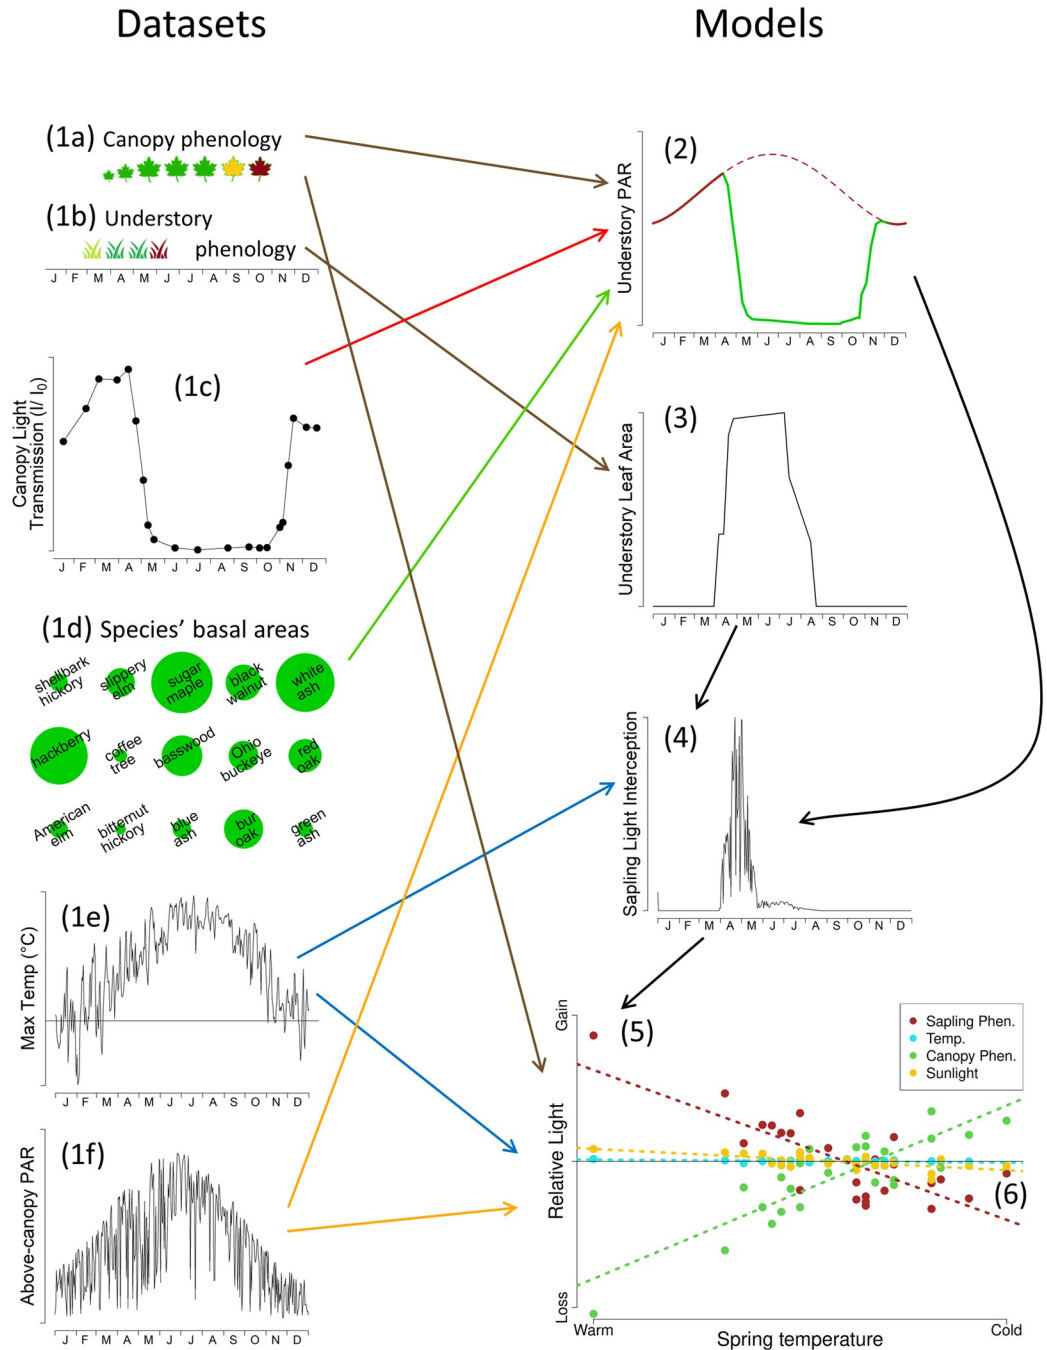 Datasets
Models
(1a) Canopy phenology
(1b) Understory
phenology
J F M A M J J A S O N D
(1c)
Canopy Light
Transmission (I/ I0)
J F M A M J J A S O N D
(1d) Species' basal areas
shellbark
hickory
slippery
elm
sugar
maple
black
walnut
white
ash
hackberry
coffee
tree
basswood
Ohio
buckeye
red
oak
American
elm
bitternut
hickory
blue
ash
bur
oak
green
ash
(1e)
Max Temp (°C)
J F M A M J J A S O N D
(1f)
Above-canopy PAR
J F M A M J J A S O N D
(2)
Understory PAR
J F M A M J J A S O N D
(3)
Understory Leaf Area
J F M A M J J A S O N D
(4)
Sapling Light Interception
J F M A M J J A S O N D
(5)
Gain
Relative Light
Loss
Sapling Phen.
Temp.
Canopy Phen.
Sunlight
(6)
Warm
Cold
Spring temperature